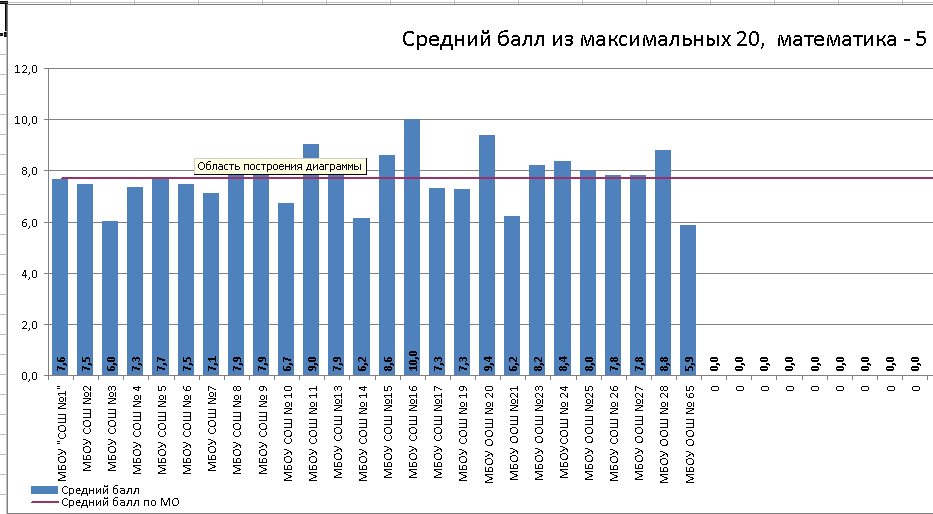 Средний балл из максимальных 20, математика - 5
12,0
10,0
8,0
6,0
4,0
2,0
0,0
Область построения диаграммы
7,6
7,5
6,0
7,3
7,7
7,5
7,1
7,9
7,9
6,7
9,0
7,9
6,2
8,6
10,0
7,3
7,3
9,4
6,2
8,2
8,4
8,0
7,8
7,8
8,8
5,9
0,0
0,0
0,0
0,0
0,0
0,0
0,0
0,0
0,0
МБОУ "СОШ №1"
МБОУ СОШ №2
МБОУ СОШ №3
МБОУ СОШ № 4
МБОУ СОШ № 5
МБОУ СОШ № 6
МБОУ СОШ №7
МБОУ СОШ № 8
МБОУ СОШ № 9
МБОУ СОШ № 10
МБОУ СОШ № 11
МБОУ СОШ №13
МБОУ СОШ № 14
МБОУ СОШ №15
МБОУ СОШ №16
МБОУ СОШ №17
МБОУ СОШ № 19
МБОУ ООШ № 20
МБОУ ООШ №21
МБОУ ООШ №23
МБОУСОШ № 24
МБОУ ООШ №25
МБОУ СОШ № 26
МБОУ ООШ №27
МБОУ ООШ № 28
МБОУ ООШ № 65
0
0
0
0
0
0
0
0
0
Средний балл
Средний балл по МО